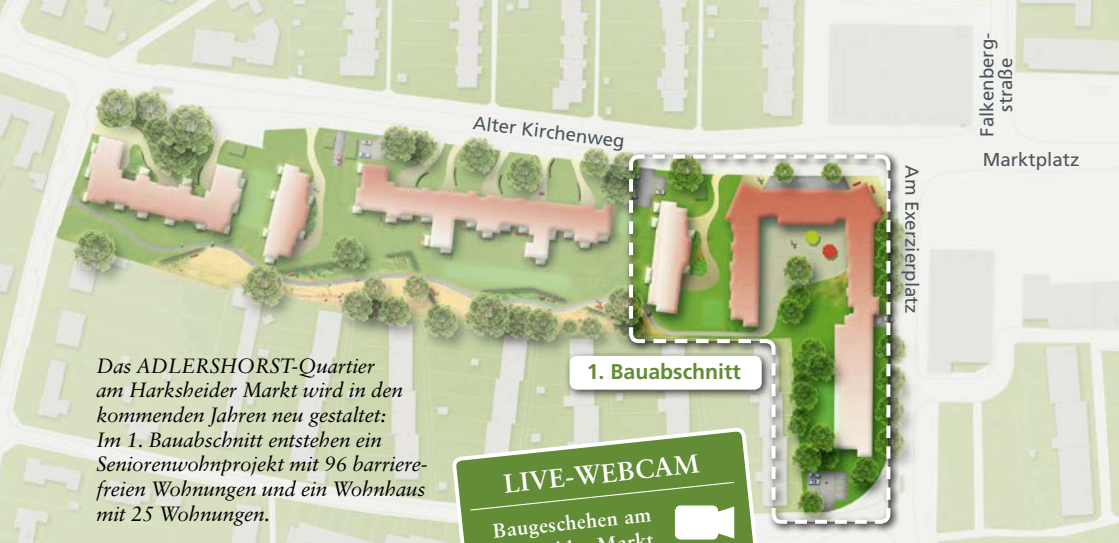 Falkenberg-
straße
Alter Kirchenweg
Marktplatz
Am Exerzierplatz
1. Bauabschnitt
Das ADLERSHORST-Quartier
am Harksheider Markt wird in den
kommenden Jahren neu gestaltet:
Im 1. Bauabschnitt entstehen ein
Seniorenwohnprojekt mit 96 barriere-
freien Wohnungen und ein Wohnhaus
mit 25 Wohnungen.
LIVE-WEBCAM
Baugeschehen am
Markt